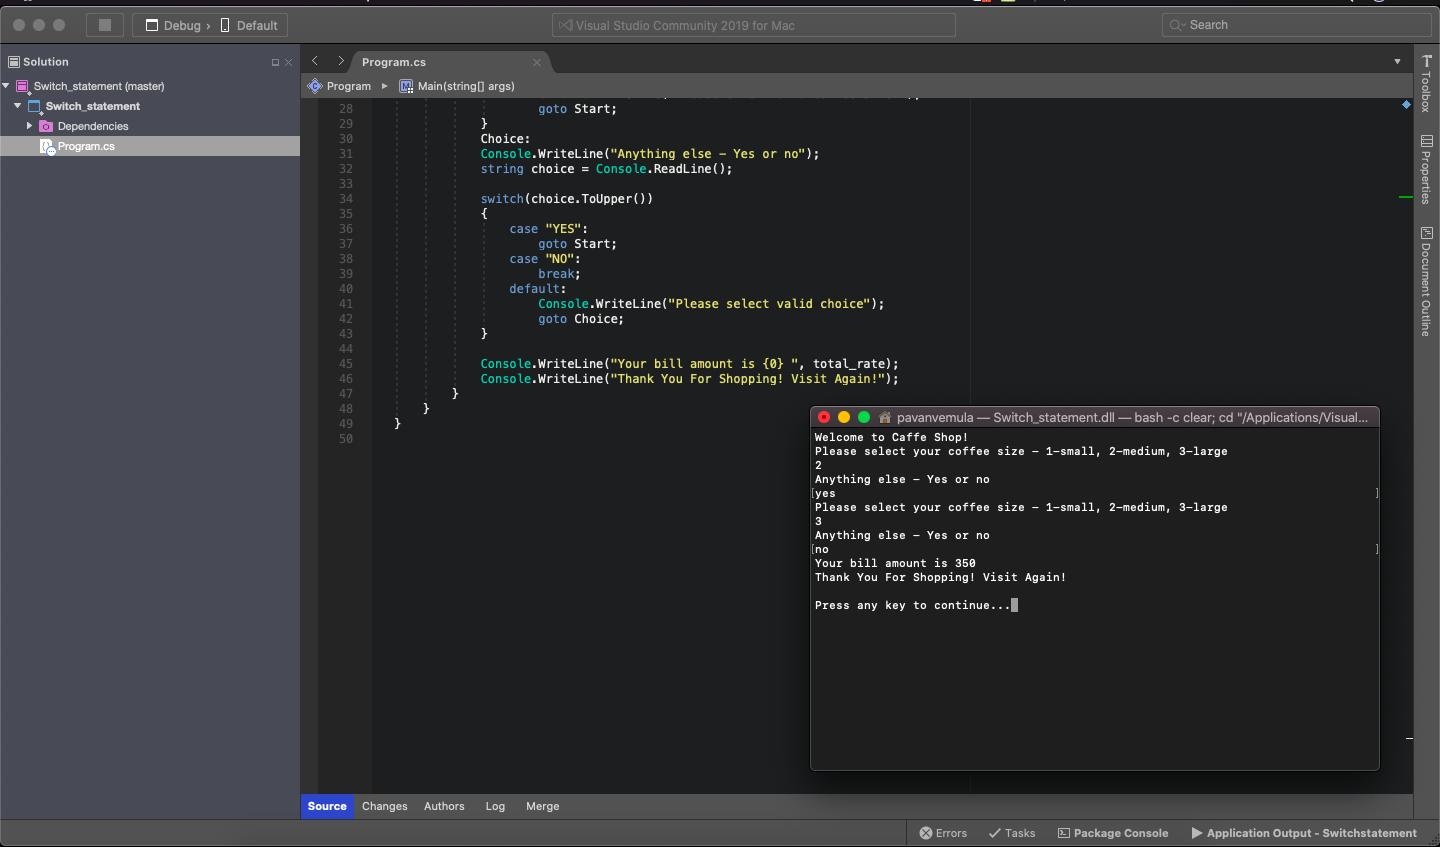 Debug › Default
Visual Studio Community 2019 for Mac
Search
Solution
Switch_statement (master)
Switch_statement
Dependencies
Program.cs
Program.cs
Program
Main(string[] args)
28 goto Start;
29 }
30 Choice:
31 Console.WriteLine("Anything else – Yes or no");
32 string choice = Console.ReadLine();
33
34 switch(choice.ToUpper())
35 {
36 case "YES":
37 goto Start;
38 case "NO":
39 break;
40 default:
41 Console.WriteLine("Please select valid choice");
42 goto Choice;
43 }
44
45 Console.WriteLine("Your bill amount is {0} ", total_rate);
46 Console.WriteLine("Thank You For Shopping! Visit Again!");
47 }
48 }
49 }
50
Toolbox
Properties
Document Outline
pavanvemula — Switch_statement.dll — bash -c clear; cd "/Applications/Visual...
Welcome to Caffe Shop!
Please select your coffee size – 1-small, 2-medium, 3-large
2
Anything else – Yes or no
[yes ]
Please select your coffee size – 1-small, 2-medium, 3-large
3
Anything else – Yes or no
[no ]
Your bill amount is 350
Thank You For Shopping! Visit Again!
Press any key to continue...
Source Changes Authors Log Merge
Errors Tasks Package Console Application Output - Switchstatement